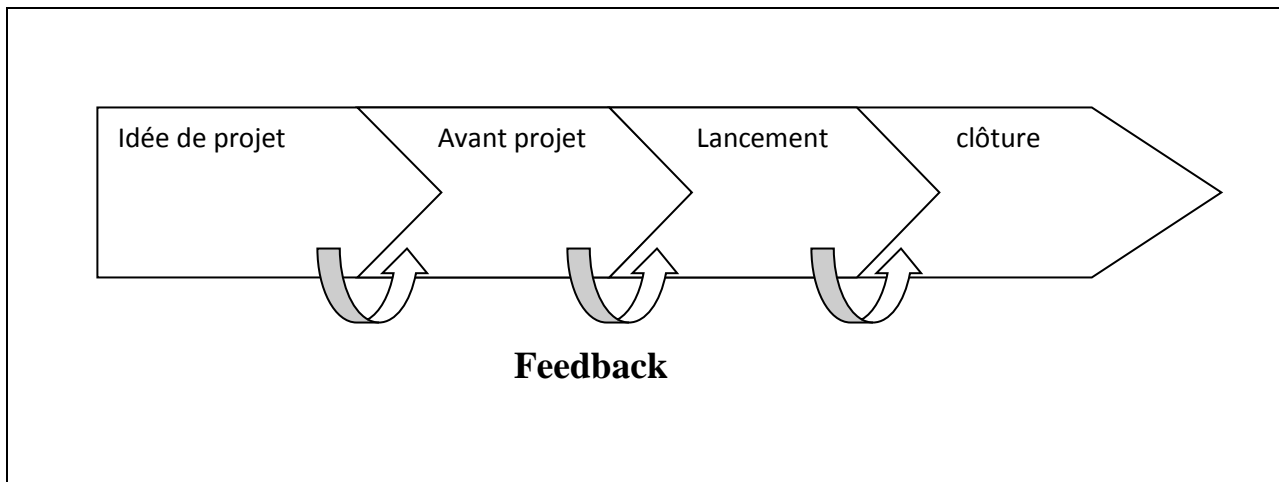 Idée de projet
Avant projet
Lancement
clôture
Feedback